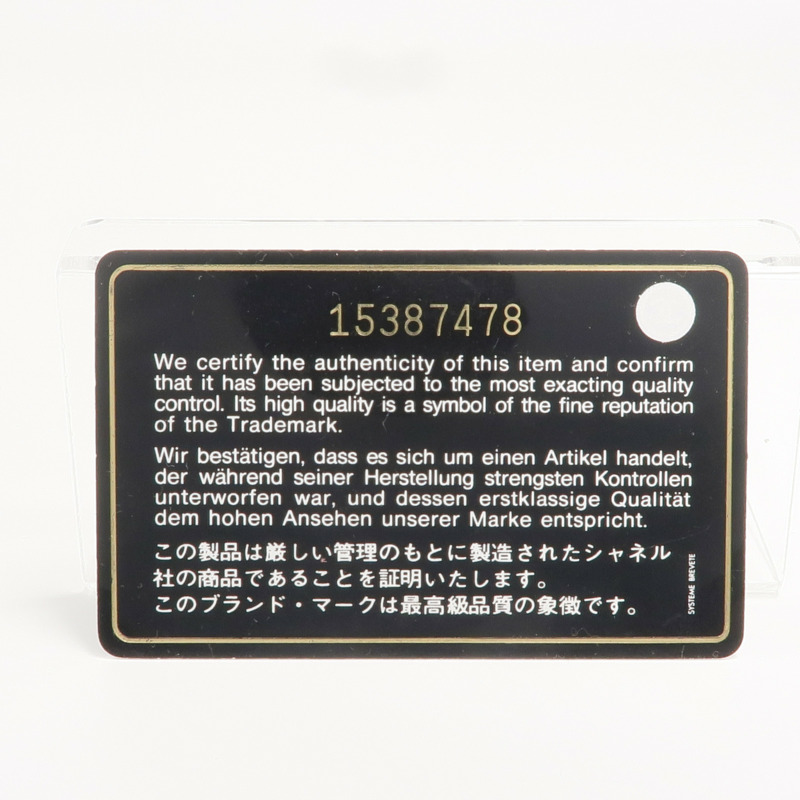 15387478
We certify the authenticity of this item and confirm
that it has been subjected to the most exacting quality
control. Its high quality is a symbol of the fine reputation
of the Trademark.
Wir bestätigen, dass es sich um einen Artikel handelt,
der während seiner Herstellung strengsten Kontrollen
unterworfen war, und dessen erstklassige Qualität
dem hohen Ansehen unserer Marke entspricht.
この製品は厳しい管理のもとに製造されたシャネル
社の商品であることを証明いたします。
このブランド・マークは最高級品質の象徴です。
SYSTEME BREVETE